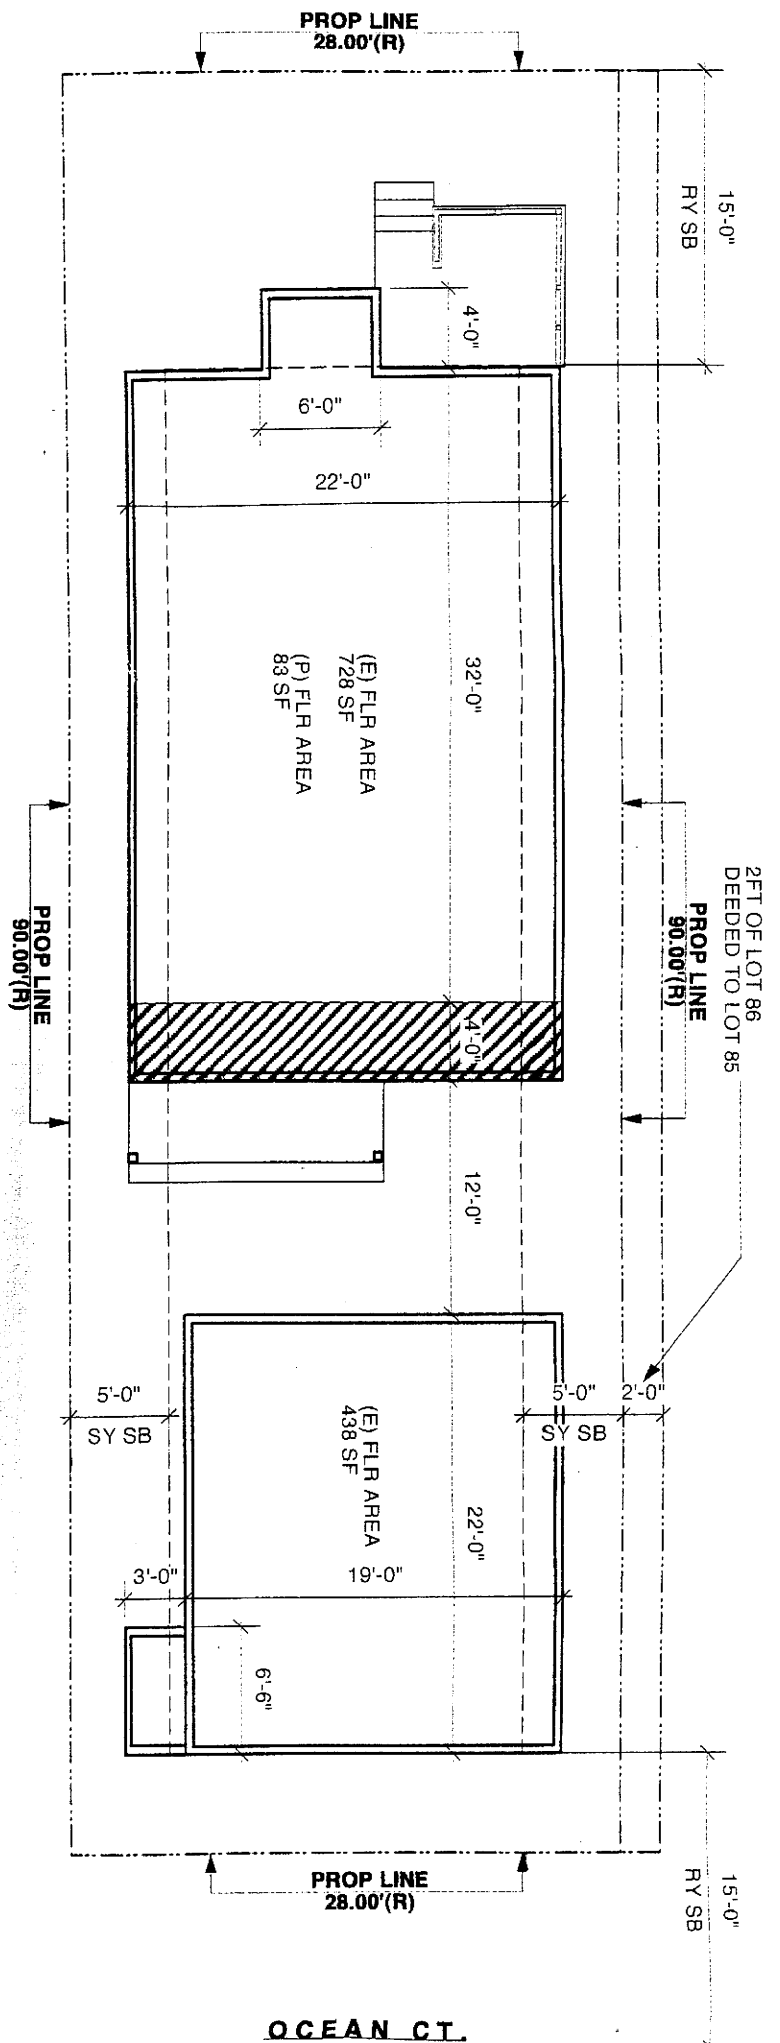 PROP LINE
28.00'(R)
15'-0"
RY SB
4'-0"
6'-0"
22'-0"
32'-0"
(E) FLR AREA
728 SF
(P) FLR AREA
83 SF
PROP LINE
90.00'(R)
PROP LINE
90.00'(R)
2FT OF LOT 86
DEEDED TO LOT 85
4'-0"
12'-0"
5'-0"
SY SB
5'-0"
SY SB
2'-0"
(E) FLR AREA
438 SF
22'-0"
3'-0"
19'-0"
6'-6"
PROP LINE
28.00'(R)
15'-0"
RY SB
OCEAN CT.